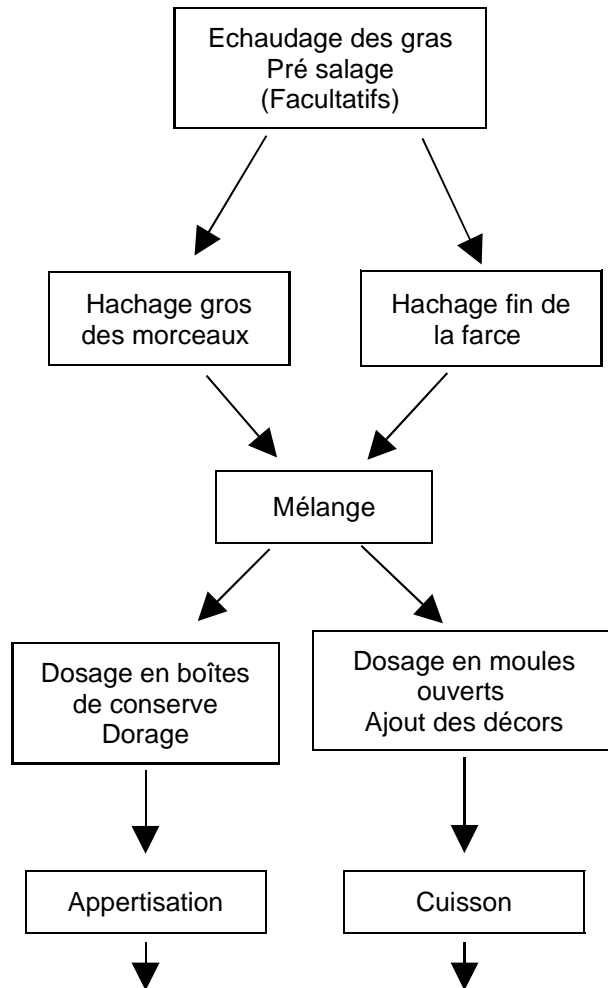 Echaudage des gras
Pré salage
(Facultatifs)
Hachage gros
des morceaux
Hachage fin de
la farce
Mélange
Dosage en boîtes
de conserve
Dorage
Dosage en moules
ouverts
Ajout des décors
Appertisation
Cuisson